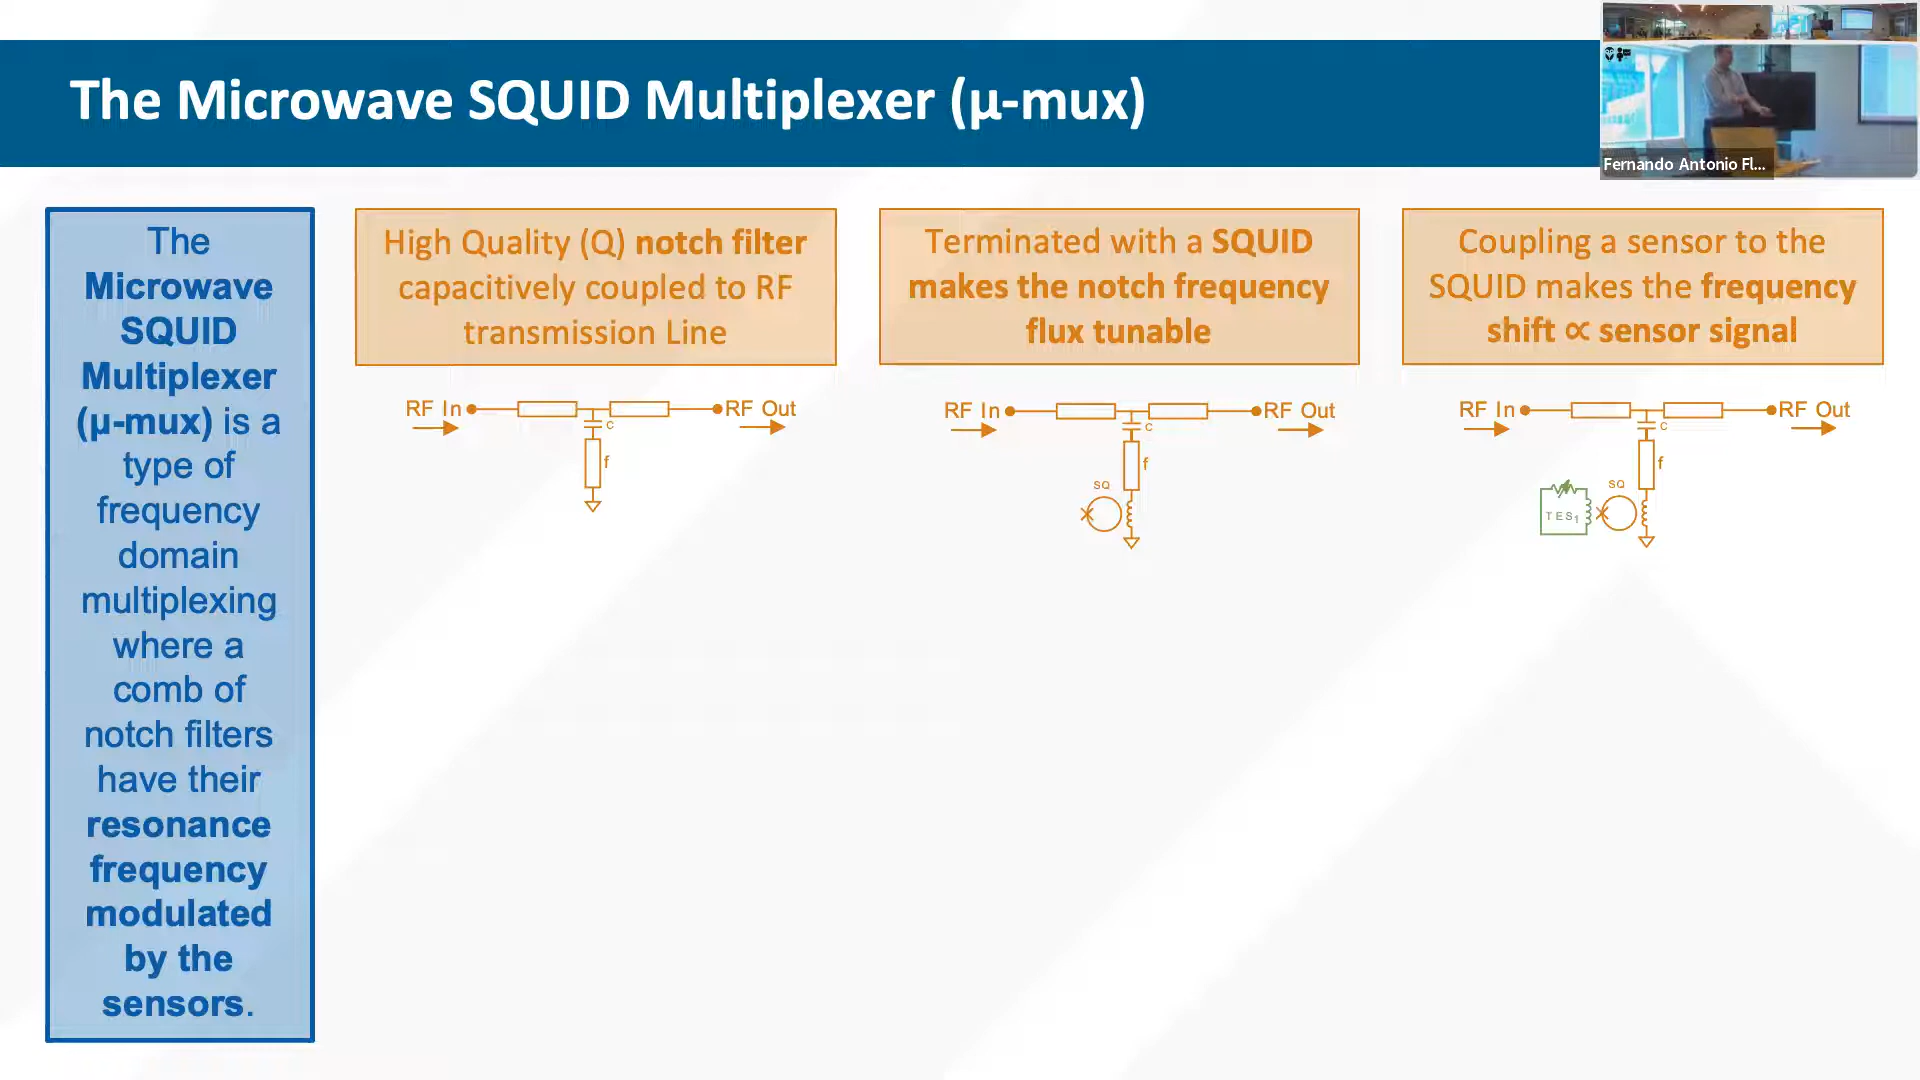 The Microwave SQUID Multiplexer (μ-mux)
Fernando Antonio Fl...
The
Microwave
SQUID
Multiplexer
(μ-mux) is a
type of
frequency
domain
multiplexing
where a
comb of
notch filters
have their
resonance
frequency
modulated
by the
sensors.
High Quality (Q) notch filter
capacitively coupled to RF
transmission Line
RF In
RF Out
c
f
Terminated with a SQUID
makes the notch frequency
flux tunable
RF In
RF Out
c
f
SQ
Coupling a sensor to the
SQUID makes the frequency
shift ∝ sensor signal
RF In
RF Out
c
f
SQ
TES1